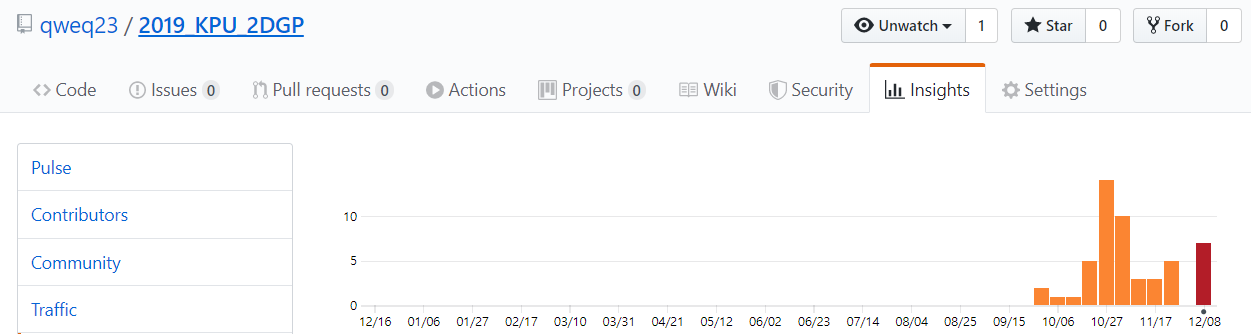 qweq23 / 2019_KPU_2DGP
Unwatch 1 Star 0 Fork 0
Code Issues 0 Pull requests 0 Actions Projects 0 Wiki Security Insights Settings
Pulse
Contributors
Community
Traffic
10
5
0
12/16 01/06 01/27 02/17 03/10 03/31 04/21 05/12 06/02 06/23 07/14 08/04 08/25 09/15 10/06 10/27 11/17 12/08